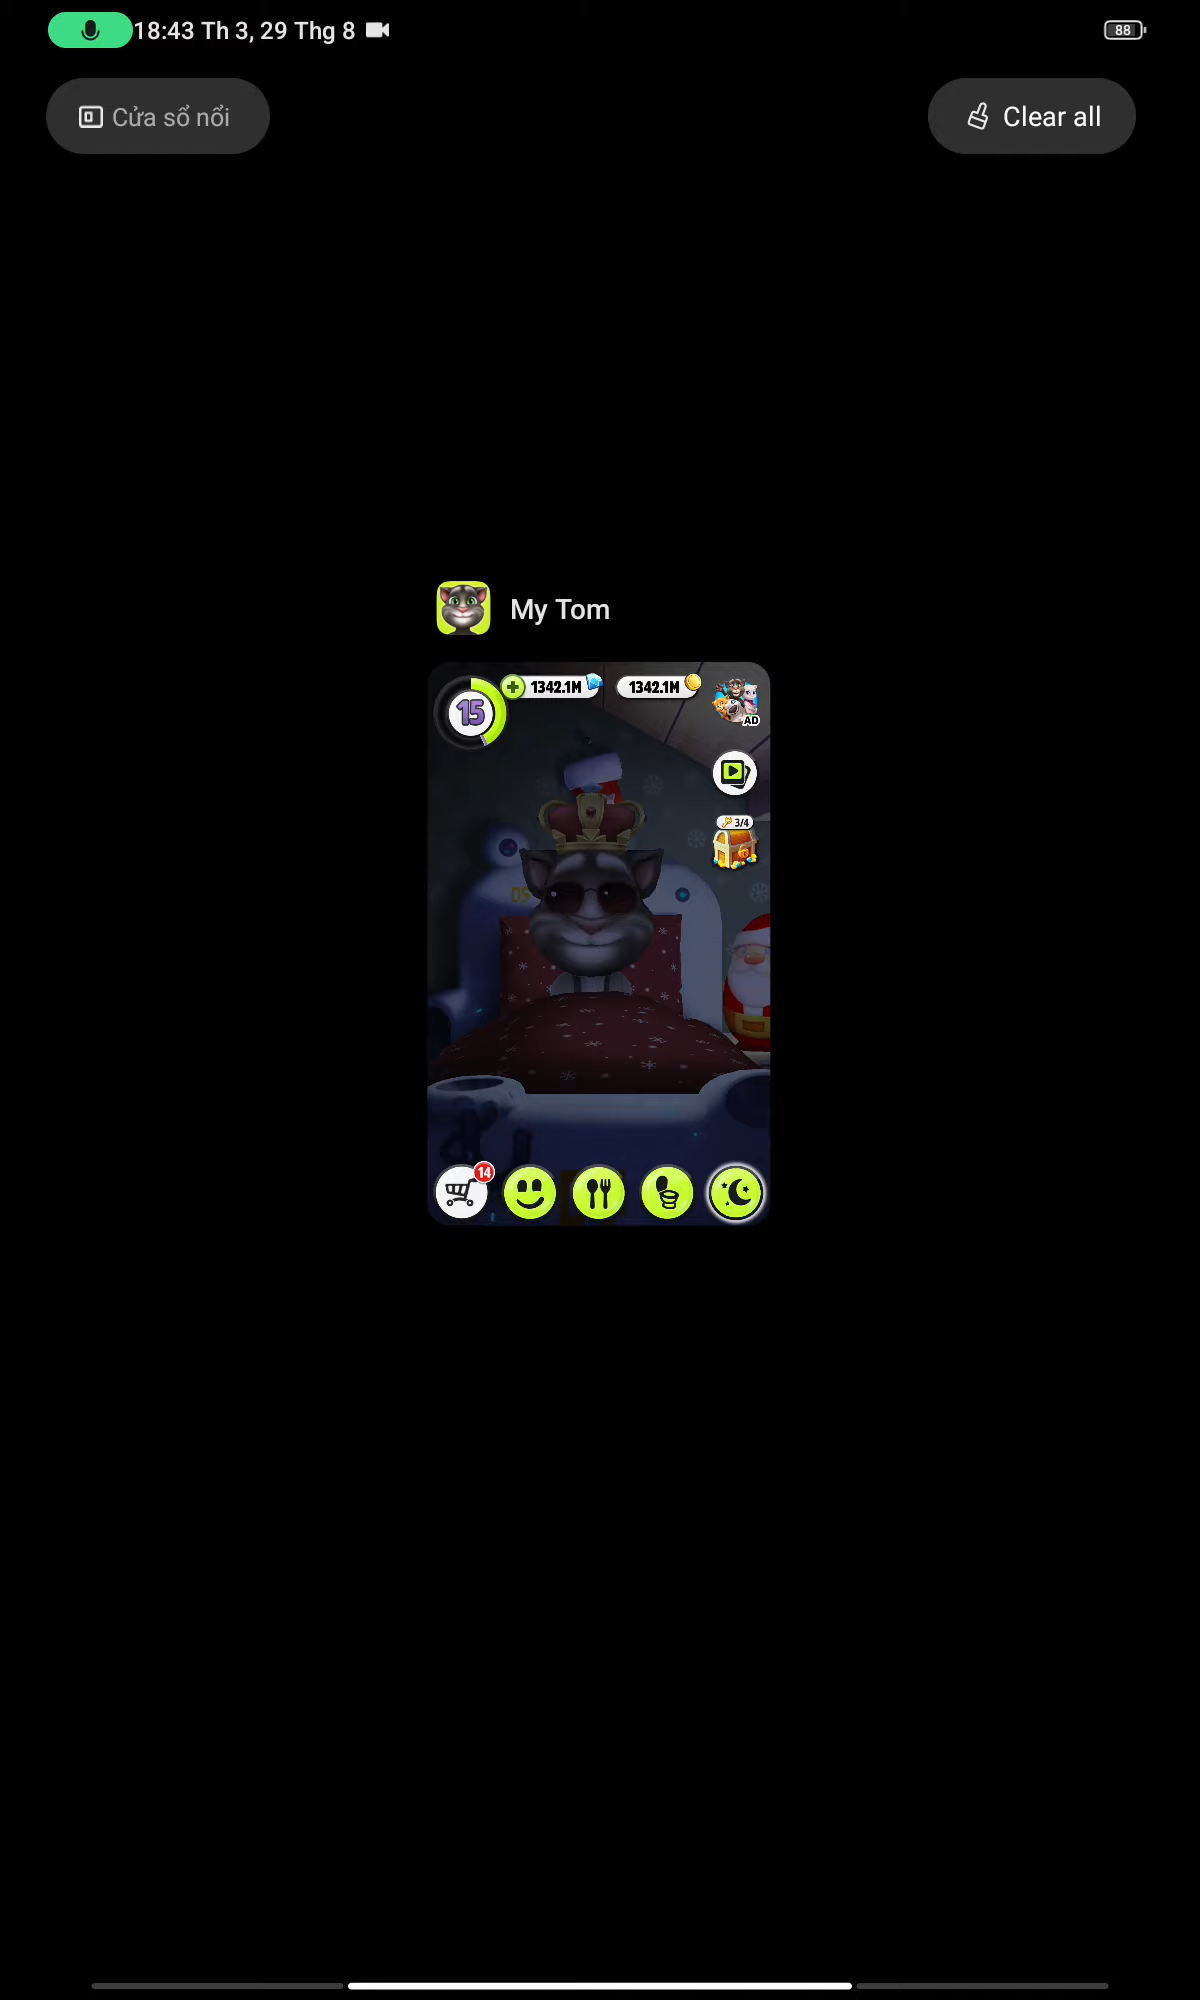 18:43 Th 3, 29 Thg 8
88
Cửa sổ nổi
Clear all
My Tom
15
1342.1M
1342.1M
AD
3/4
14